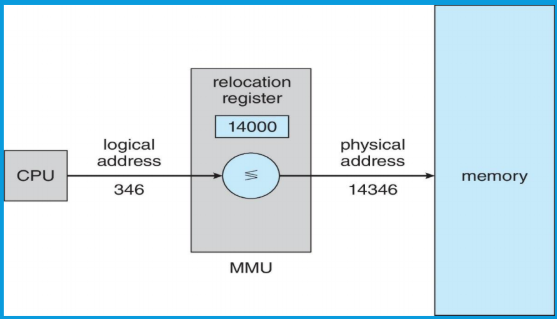 relocation
register
14000
logical
address
346
CPU
≶
physical
address
14346
memory
MMU